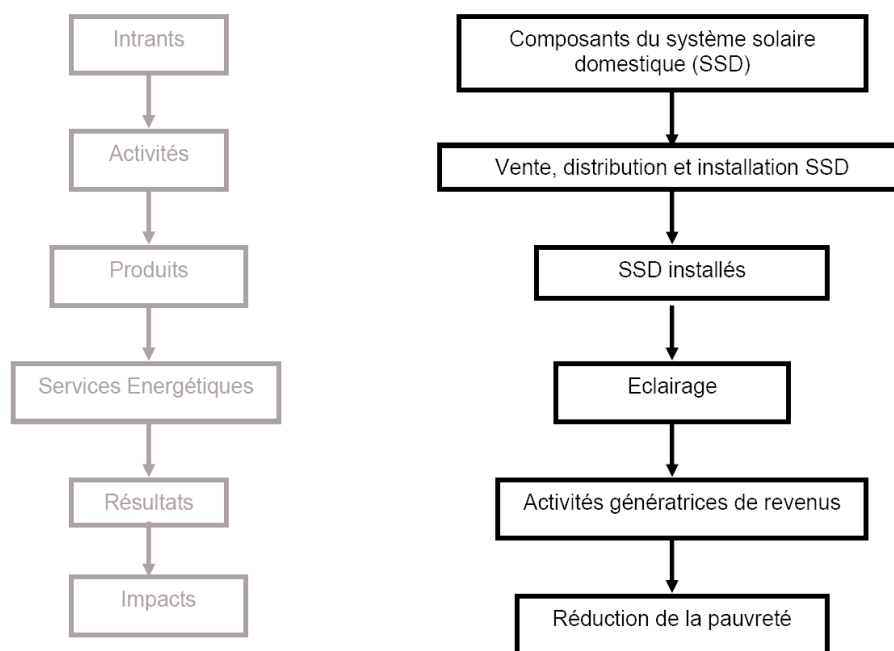 Intrants
Composants du système solaire
domestique (SSD)
Activités
Vente, distribution et installation SSD
Produits
SSD installés
Services Energétiques
Eclairage
Résultats
Activités génératrices de revenus
Impacts
Réduction de la pauvreté